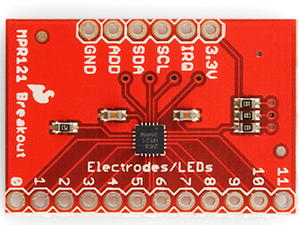 MPR121
Breakout
GND
ADD
SDA
SCL
IRQ
3.3V
Electrodes/LEDs
0 1 2 3 4 5 6 7 8 9 10 11